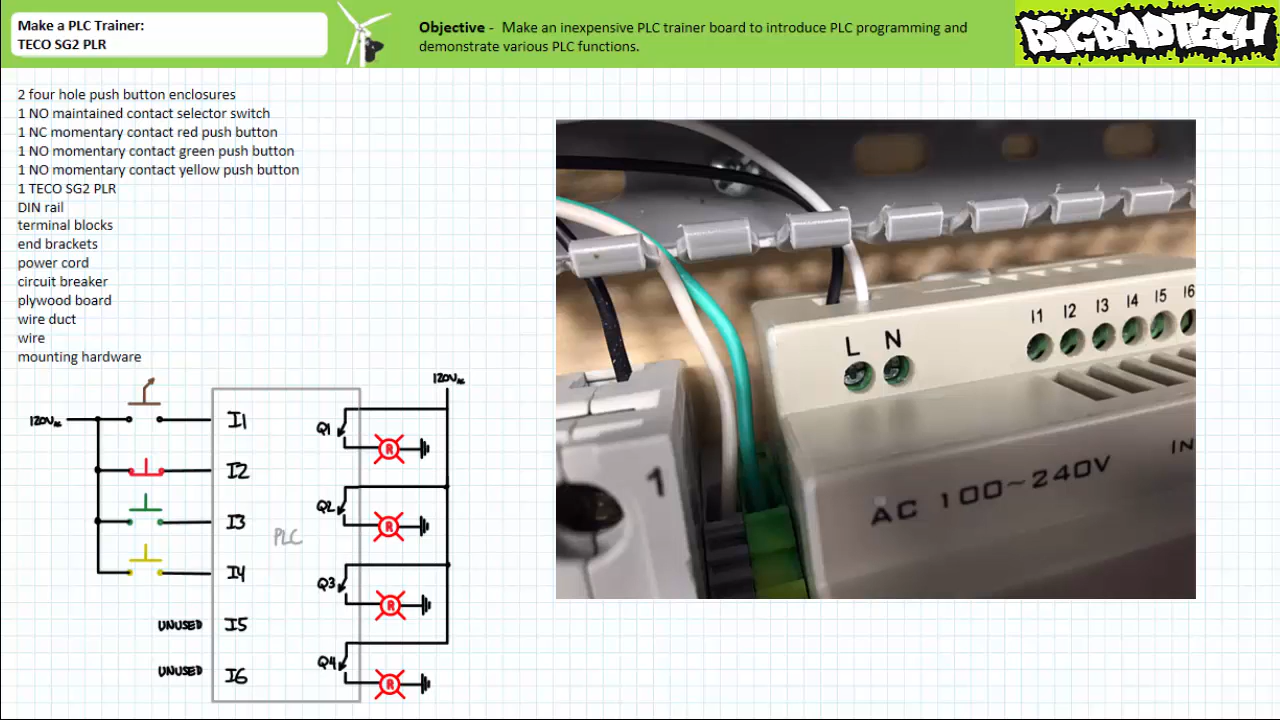 Make a PLC Trainer:
TECO SG2 PLR
Objective - Make an inexpensive PLC trainer board to introduce PLC programming and
demonstrate various PLC functions.
BIGBADTECH
2 four hole push button enclosures
1 NO maintained contact selector switch
1 NC momentary contact red push button
1 NO momentary contact green push button
1 NO momentary contact yellow push button
1 TECO SG2 PLR
DIN rail
terminal blocks
end brackets
power cord
circuit breaker
plywood board
wire duct
wire
mounting hardware
120VAC
I1
I2
I3
I4
UNUSED I5
UNUSED I6
PLC
120VAC
Q1
R
Q2
R
Q3
R
Q4
R
L N
I1 I2 I3 I4 I5 I6
1
AC 100~240V
IN